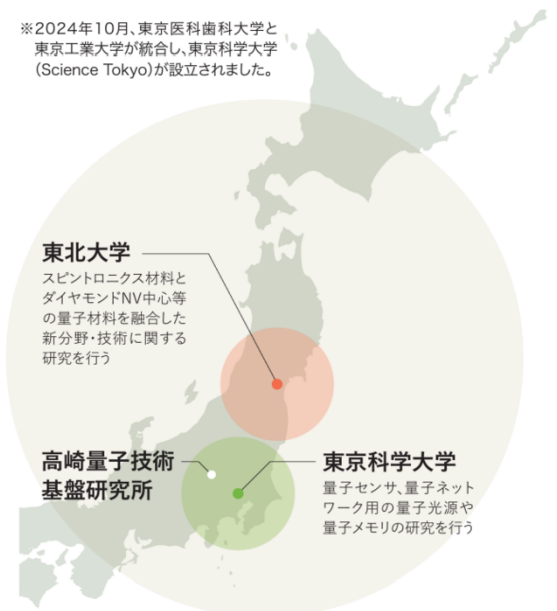 ※2024年10月、東京医科歯科大学と
東京工業大学が統合し、東京科学大学
（Science Tokyo）が設立されました。
東北大学
スピントロニクス材料と
ダイヤモンドNV中心等
の量子材料を融合した
新分野・技術に関する
研究を行う
高崎量子技術
基盤研究所
東京科学大学
量子センサ、量子ネット
ワーク用の量子光源や
量子メモリの研究を行う